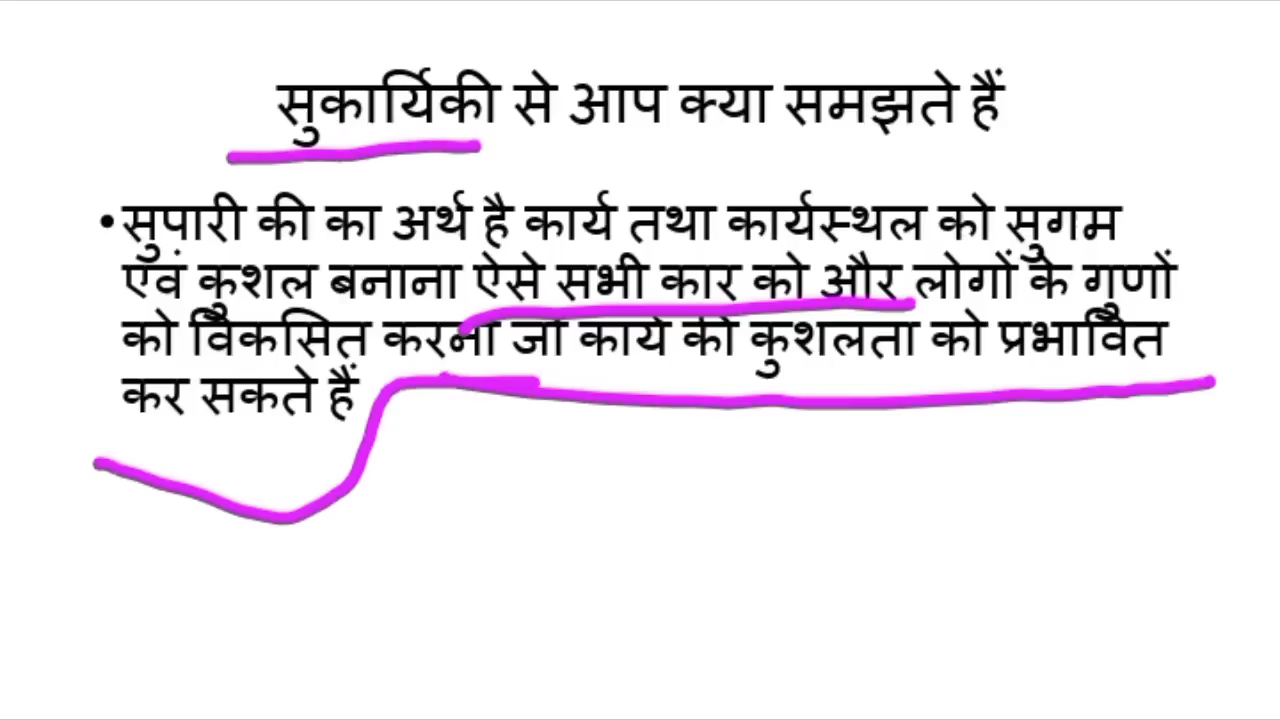 सुकार्यिकी से आप क्या समझते हैं
•सुपारी की का अर्थ है कार्य तथा कार्यस्थल को सुगम
एवं कुशल बनाना ऐसे सभी कार को और लोगों के गुणों
को विकसित करना जो कार्य की कुशलता को प्रभावित
कर सकते हैं